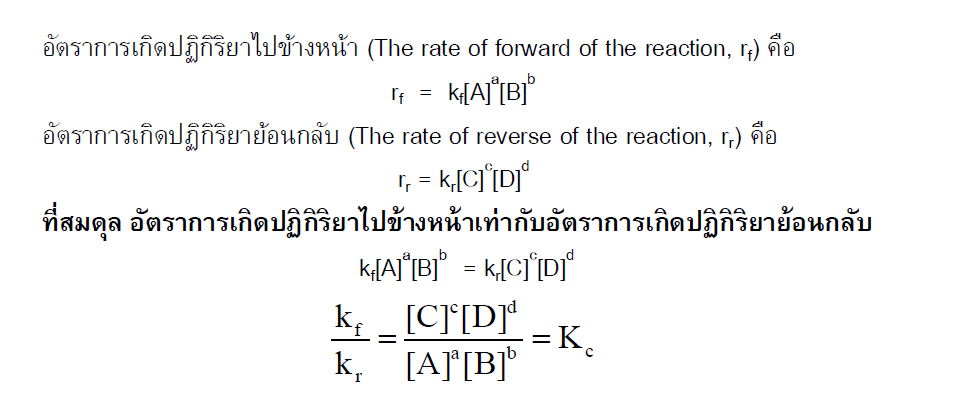 อัตราการเกิดปฏิกิริยาไปข้างหน้า (The rate of forward of the reaction, r_f) คือ
r_f = k_f[A]^a[B]^b
อัตราการเกิดปฏิกิริยาย้อนกลับ (The rate of reverse of the reaction, r_r) คือ
r_r = k_r[C]^c[D]^d
ที่สมดุล อัตราการเกิดปฏิกิริยาไปข้างหน้าเท่ากับอัตราการเกิดปฏิกิริยาย้อนกลับ
k_f[A]^a[B]^b = k_r[C]^c[D]^d
k_f/k_r = [C]^c[D]^d/[A]^a[B]^b = K_c